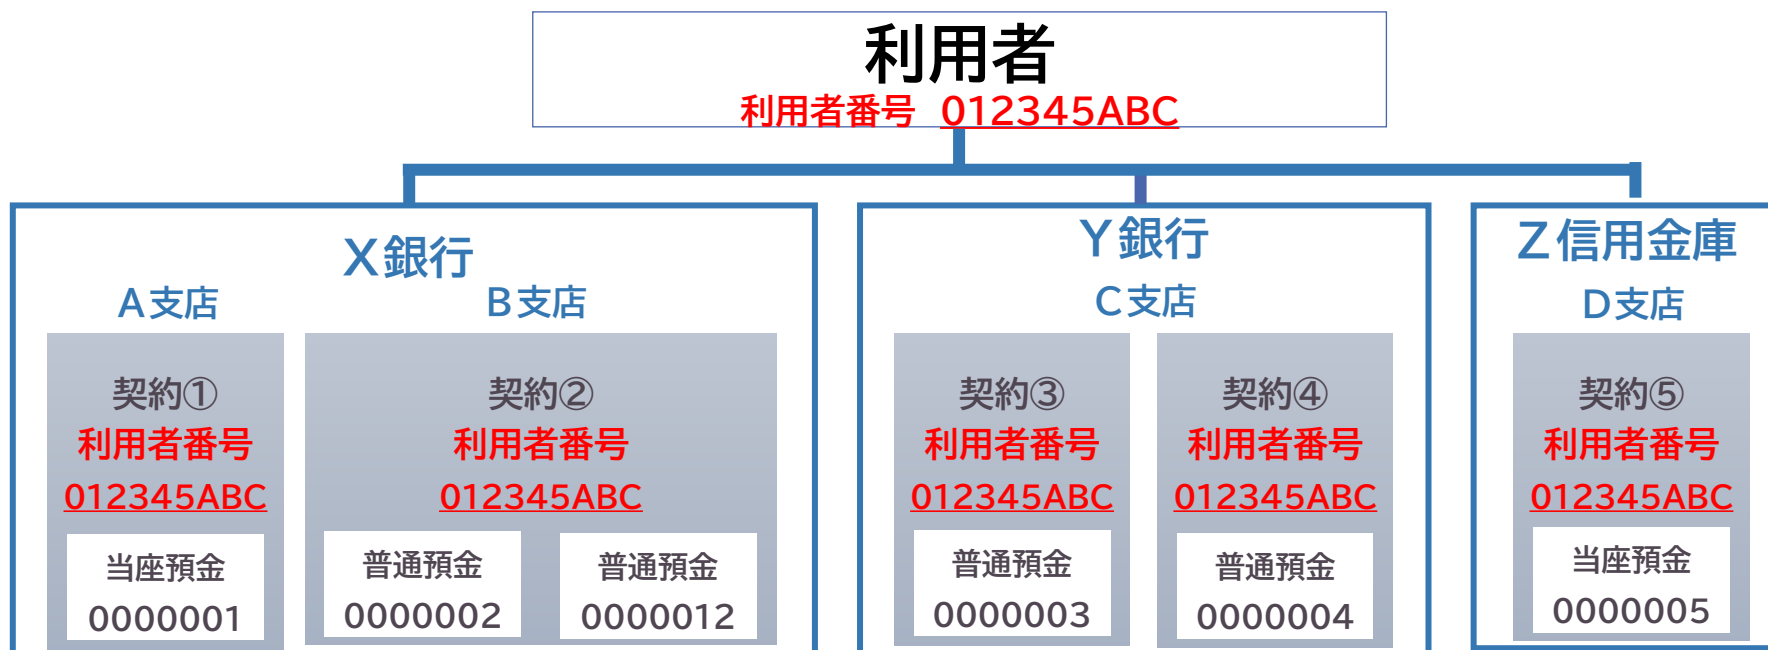 利用者
利用者番号 012345ABC
X銀行
A支店
契約①
利用者番号
012345ABC
当座預金
0000001
B支店
契約②
利用者番号
012345ABC
普通預金
0000002
普通預金
0000012
Y銀行
C支店
契約③
利用者番号
012345ABC
普通預金
0000003
契約④
利用者番号
012345ABC
普通預金
0000004
Z信用金庫
D支店
契約⑤
利用者番号
012345ABC
当座預金
0000005